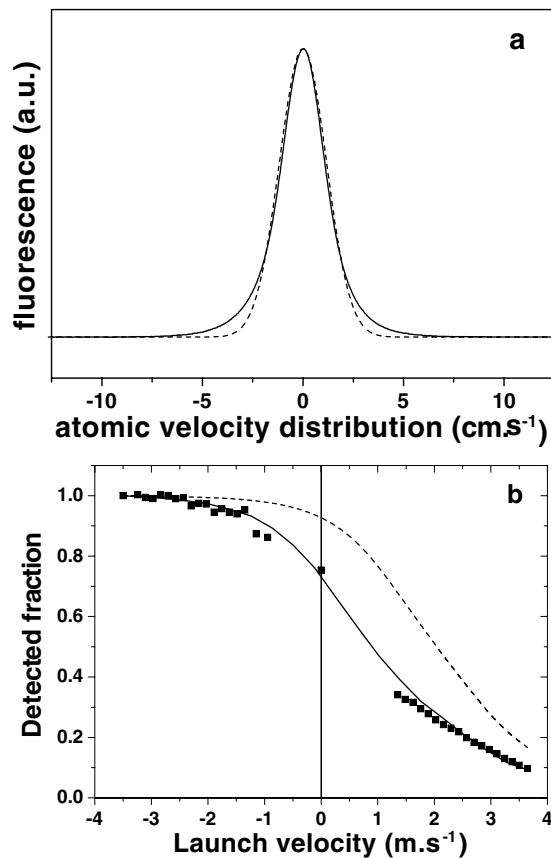 a
fluorescence (a.u.)
-10 -5 0 5 10
atomic velocity distribution (cm.s-1)
b
Detected fraction
1.0
0.8
0.6
0.4
0.2
0.0
-4 -3 -2 -1 0 1 2 3 4
Launch velocity (m.s-1)